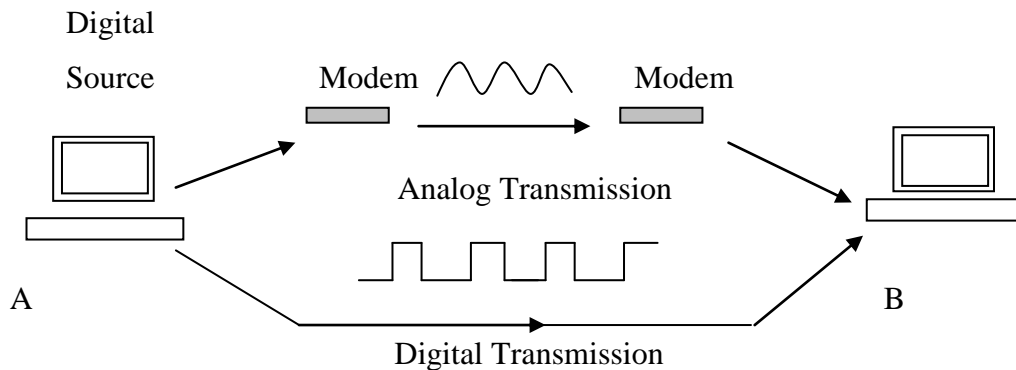 Digital
Source
Modem
Modem
Analog Transmission
A
B
Digital Transmission